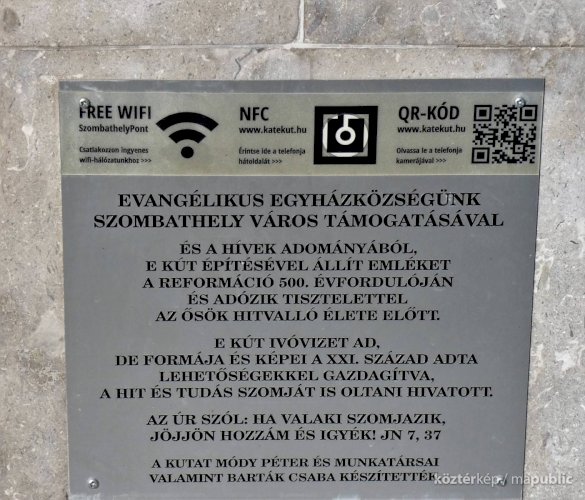 FREE WIFI
SzombathelyPont
Csatlakozzon ingyenes
wifi-hálózatunkhoz >>>
NFC
www.katekut.hu
Érintse ide a telefonja
hátoldalát >>>
QR-KÓD
www.katekut.hu
Olvassa le a telefonja
kamerájával >>>
EVANGÉLIKUS EGYHÁZKÖZSÉGÜNK
SZOMBATHELY VÁROS TÁMOGATÁSÁVAL
ÉS A HÍVEK ADOMÁNYÁBÓL,
E KÚT ÉPÍTÉSÉVEL ÁLLÍT EMLÉKET
A REFORMÁCIÓ 500. ÉVFORDULÓJÁN
ÉS ADÓZIK TISZTELETTEL
AZ ŐSÖK HITVALLÓ ÉLETE ELŐTT.
E KÚT IVÓVIZET AD,
DE FORMÁJA ÉS KÉPEI A XXI. SZÁZAD ADTA
LEHETŐSÉGEKKEL GAZDAGÍTVA,
A HIT ÉS TUDÁS SZOMJÁT IS OLTANI HIVATOTT.
AZ ÚR SZÓL: HA VALAKI SZOMJAZIK,
JÖJJÖN HOZZÁM ÉS IGYÉK! JN 7, 37
A KUTAT MÓDY PÉTER ÉS MUNKATÁRSAI
VALAMINT BARTÁK CSABA KÉSZÍTETTÉK
köztérkép / mapublic